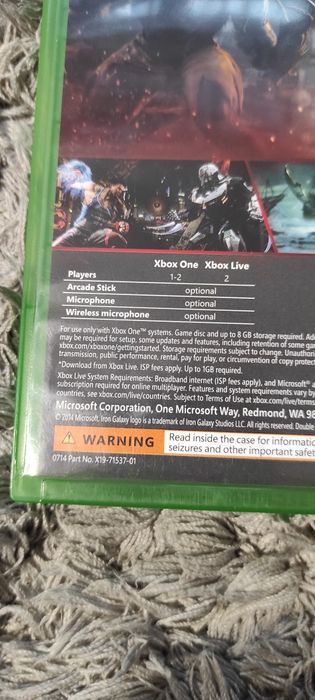 Xbox One Xbox Live
Players 1-2 2
Arcade Stick optional
Microphone optional
Wireless microphone optional
For use only with Xbox One™ systems. Game disc and up to 8 GB storage required.
may be required for setup, some updates and features, including retention of some
xbox.com/xboxone/gettingstarted. Storage requirements subject to change.
transmission, public performance, rental, pay for play, or circumvention of copy
*Download from Xbox Live. ISP fees apply. Up to 1GB required.
Xbox Live System Requirements: Broadband internet (ISP fees apply), and Microsoft®
subscription required for online multiplayer. Features and system requirements vary by
countries, see xbox.com/live/countries. Subject to Terms of Use at xbox.com/live/
Microsoft Corporation, One Microsoft Way, Redmond, WA
© 2014 Microsoft. Iron Galaxy logo is a trademark of Iron Galaxy Studios LLC. All rights reserved. Double
WARNING Read inside the case for
seizures and other important
0714 Part No. X19-71537-01